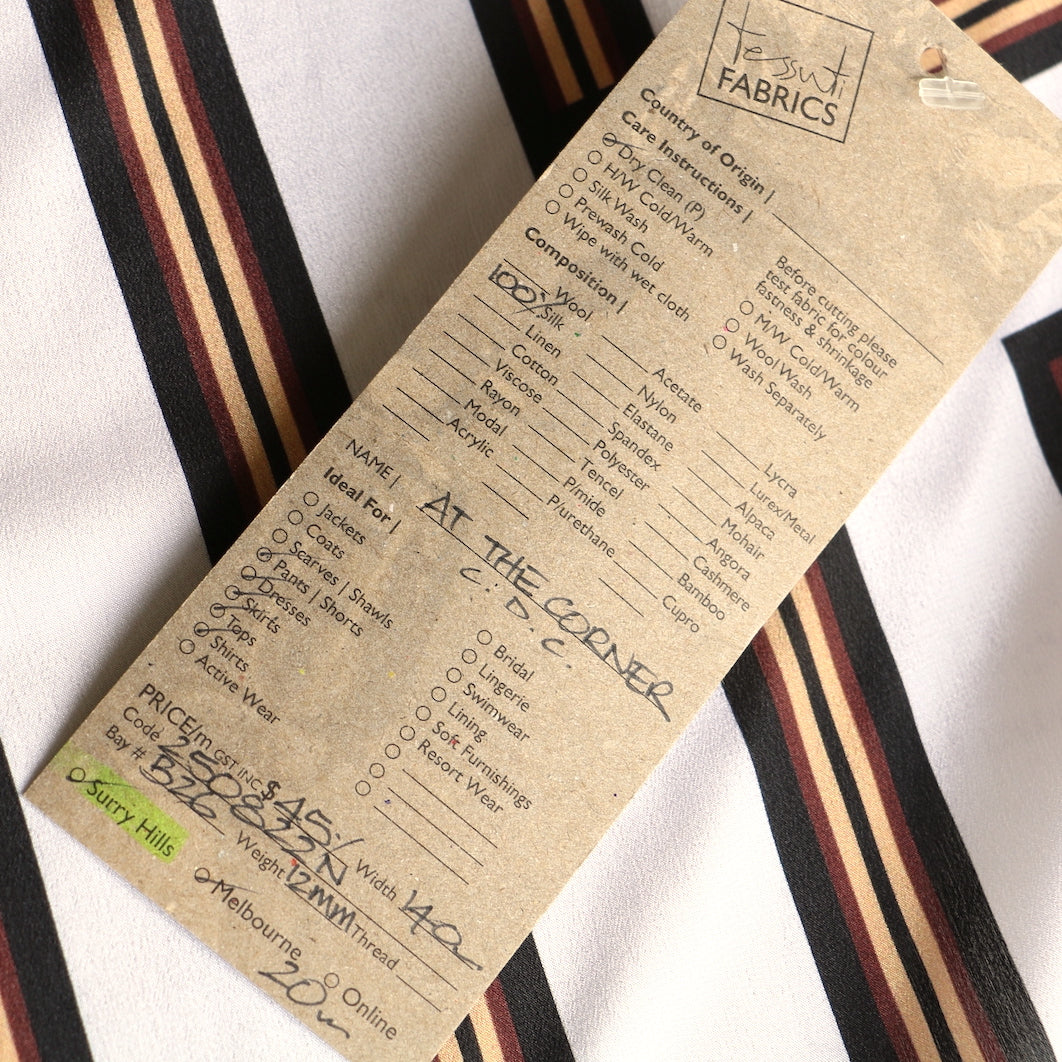 tessuti
FABRICS
Country of Origin |
Care Instructions |
Dry Clean (P)
H/W Cold/Warm
Silk Wash
Prewash Cold
Wipe with wet cloth
Before cutting please
test fabric for colour
fastness & shrinkage
M/W Cold/Warm
Wool Wash
Wash Separately
Composition |
Wool
100% Silk
Linen
Cotton
Viscose
Rayon
Modal
Acrylic
Acetate
Nylon
Elastane
Spandex
Polyester
Tencel
P/mide
P/urethane
Lycra
Lurex/Metal
Alpaca
Mohair
Angora
Cashmere
Bamboo
Cupro
NAME | AT THE CORNER
C.D.C.
Ideal For |
Jackets
Coats
Scarves | Shawls
Pants | Shorts
Dresses
Skirts
Tops
Shirts
Active Wear
Bridal
Lingerie
Swimwear
Lining
Soft Furnishings
Resort Wear
PRICE/m GST INC $45
Code 250822N Width 140
Bay # B26 Weight 12mm Thread
Surry Hills
Melbourne
Online
20m